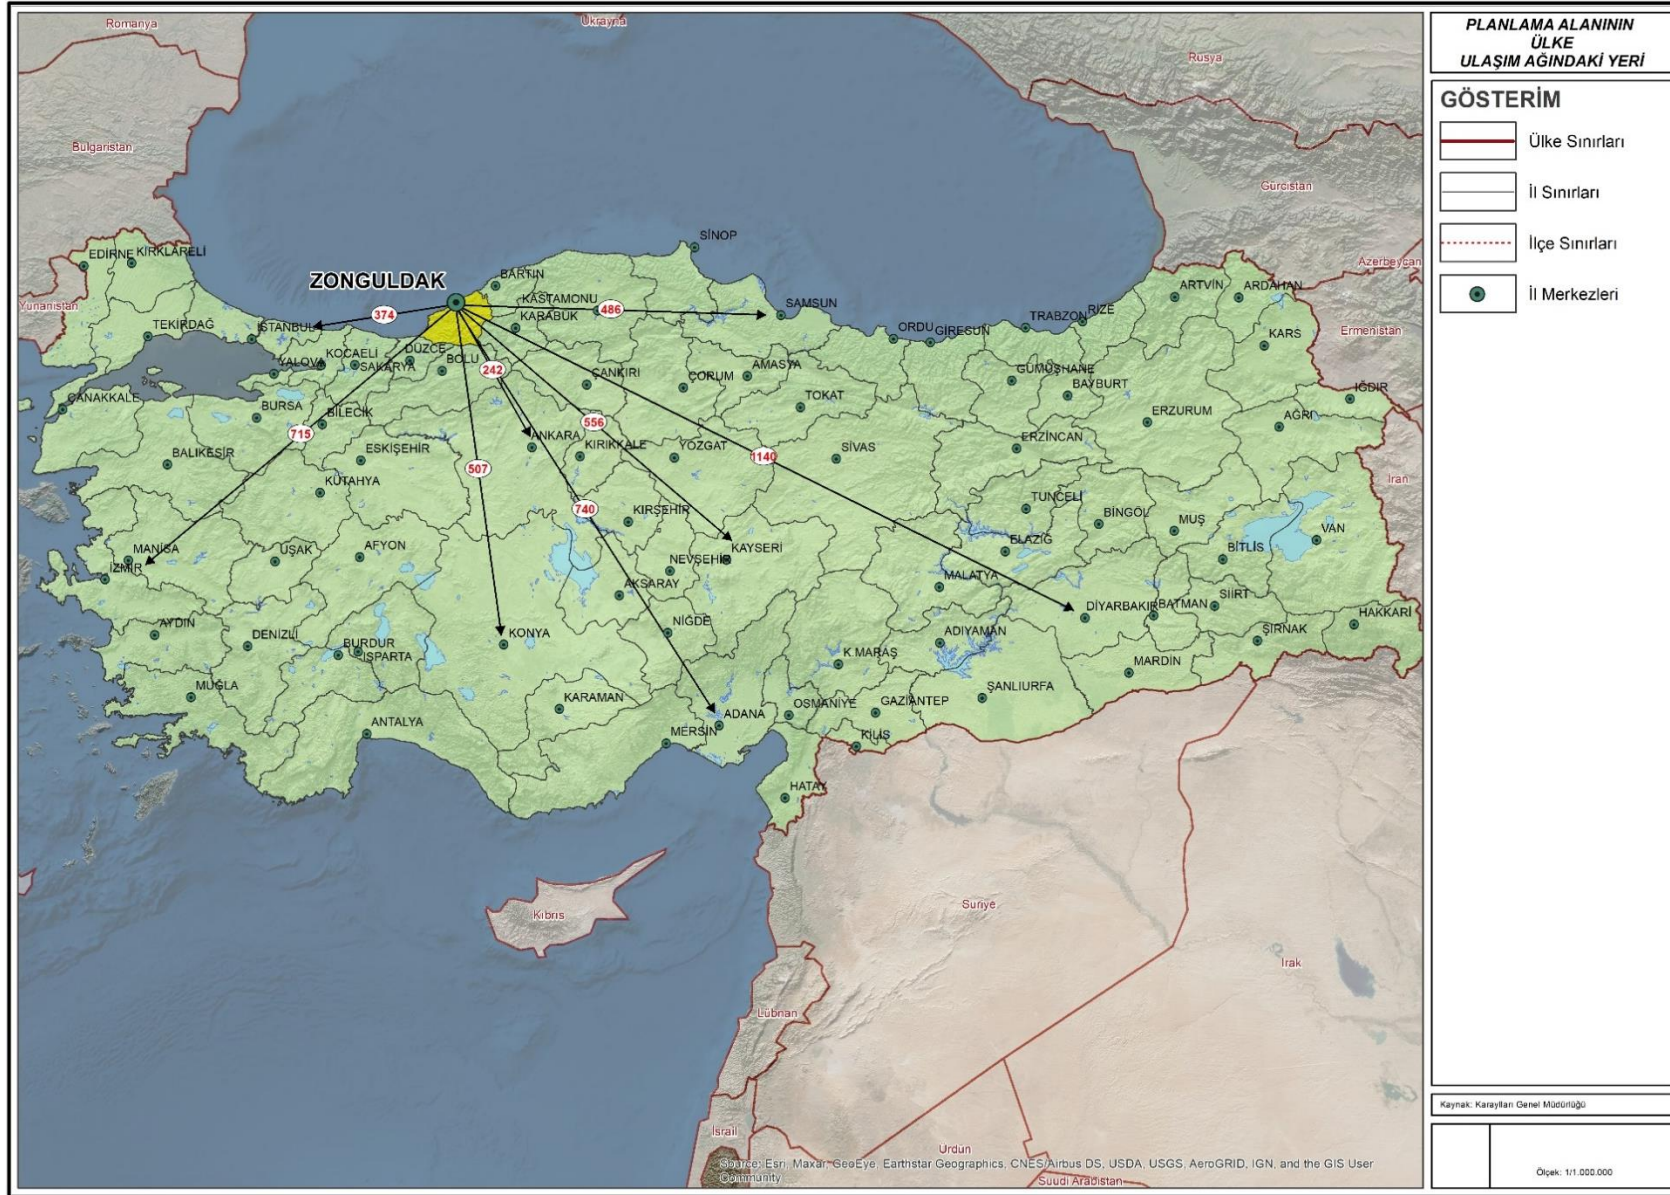 PLANLAMA ALANININ
ÜLKE
ULAŞIM AĞINDAKİ YERİ
GÖSTERİM
Ülke Sınırları
İl Sınırları
İlçe Sınırları
İl Merkezleri
Kaynak: Karaylları Genel Müdürlüğü
Ölçek: 1/1.000.000
Romanya
Ukrayna
Rusya
Bulgaristan
Gürcistan
Azerbeycan
Yunanistan
Ermenistan
İran
SİNOP
EDİRNE
KIRKLARELİ
ZONGULDAK
BARTIN
KASTAMONU
ARTVİN
ARDAHAN
374
486
SAMSUN
TEKİRDAĞ
İSTANBUL
KARABÜK
ORDU
GİRESUN
TRABZON
RİZE
KARS
YALOVA
KOCAELİ
SAKARYA
DÜZCE
BOLU
242
ÇANKIRI
ÇORUM
AMASYA
GÜMÜŞHANE
BAYBURT
IĞDIR
ÇANAKKALE
BURSA
BİLECİK
TOKAT
ERZURUM
AĞRI
715
556
BALIKESİR
ESKİŞEHİR
ANKARA
KIRIKKALE
YOZGAT
1140
SİVAS
ERZİNCAN
507
KÜTAHYA
740
KIRŞEHİR
TUNCELİ
BİNGÖL
MUŞ
VAN
MANİSA
UŞAK
AFYON
NEVŞEHİR
KAYSERİ
ELAZIĞ
BİTLİS
İZMİR
AKSARAY
MALATYA
DİYARBAKIR
BATMAN
SİİRT
HAKKARİ
AYDIN
DENİZLİ
BURDUR
ISPARTA
KONYA
NİĞDE
ADIYAMAN
ŞIRNAK
K.MARAŞ
MARDİN
MUĞLA
KARAMAN
OSMANİYE
GAZİANTEP
ŞANLIURFA
ANTALYA
MERSİN
ADANA
KİLİS
HATAY
Kıbrıs
Suriye
Irak
Lübnan
İsrail
Ürdün
Suudi Arabistan
Source: Esri, Maxar, GeoEye, Earthstar Geographics, CNES/Airbus DS, USDA, USGS, AeroGRID, IGN, and the GIS User
Community